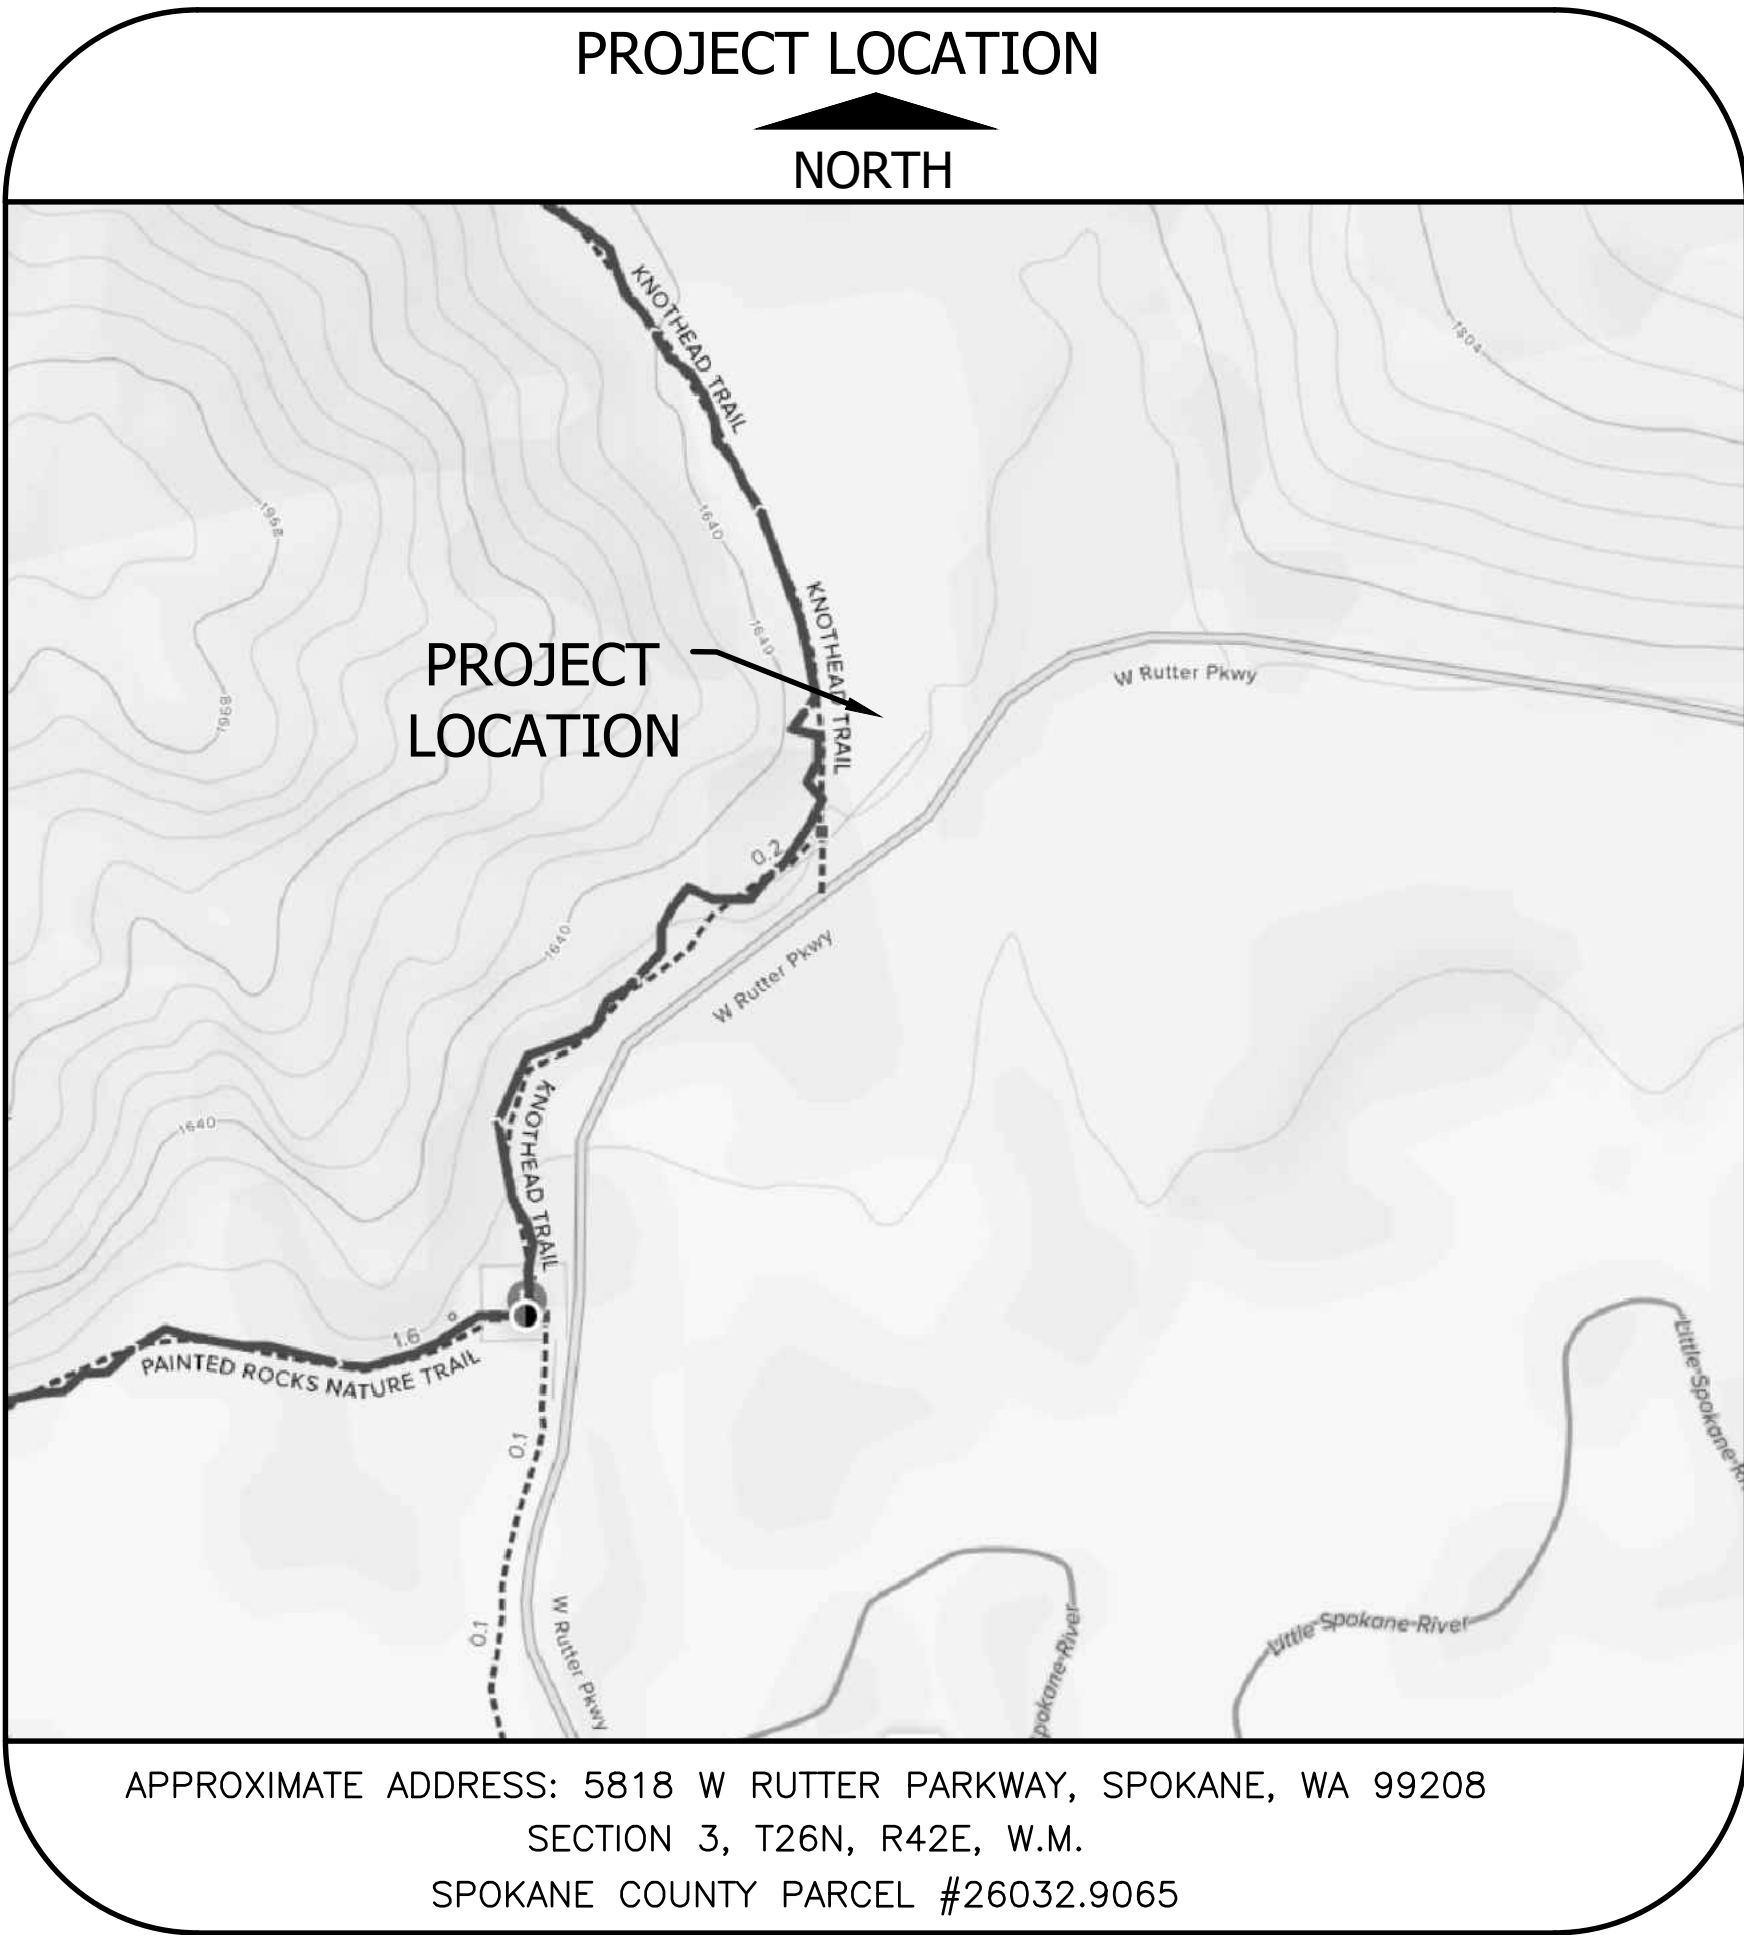 PROJECT LOCATION
NORTH
KNOTHEAD TRAIL
1804
1968
1640
KNOTHEAD TRAIL
1640
PROJECT
LOCATION
W Rutter Pkwy
1968
0.2
1640
W Rutter Pkwy
KNOTHEAD TRAIL
1640
1.6
PAINTED ROCKS NATURE TRAIL
Little Spokane
0.1
0.1
W Rutter Pkwy
Little Spokane River
River
APPROXIMATE ADDRESS: 5818 W RUTTER PARKWAY, SPOKANE, WA 99208
SECTION 3, T26N, R42E, W.M.
SPOKANE COUNTY PARCEL #26032.9065